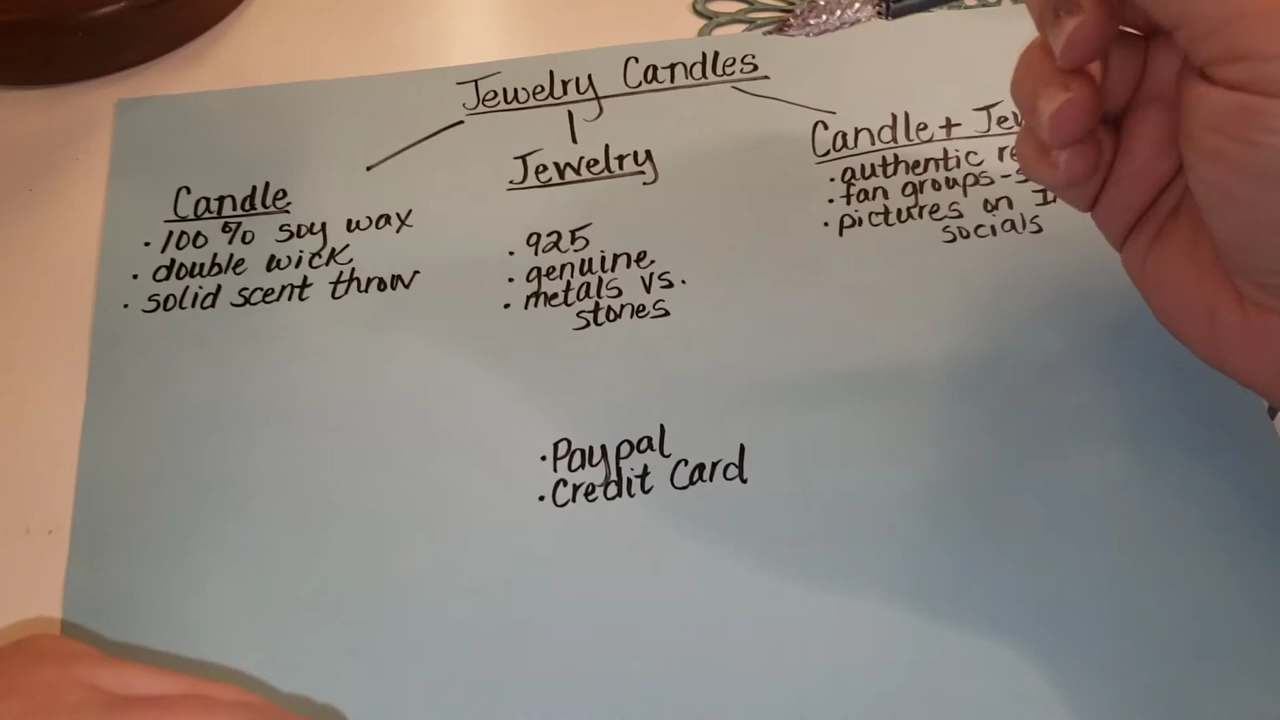 Jewelry Candles
Candle
· 100% soy wax
· double wick
· solid scent throw
Jewelry
· 925
· genuine
· metals vs.
stones
Candle +
· authentic
· fan groups-
· pictures on
socials
· Paypal
· Credit Card